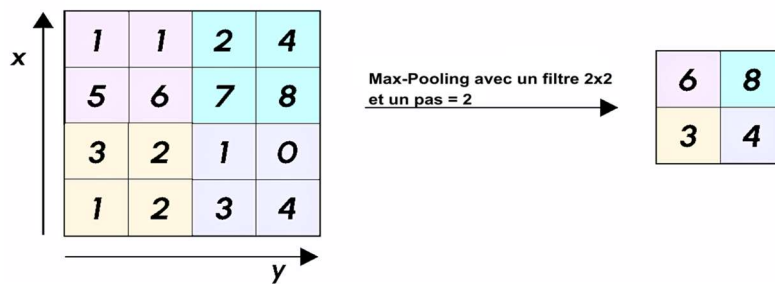 x
1 1 2 4
5 6 7 8
3 2 1 0
1 2 3 4
y
Max-Pooling avec un filtre 2x2
et un pas = 2
6 8
3 4